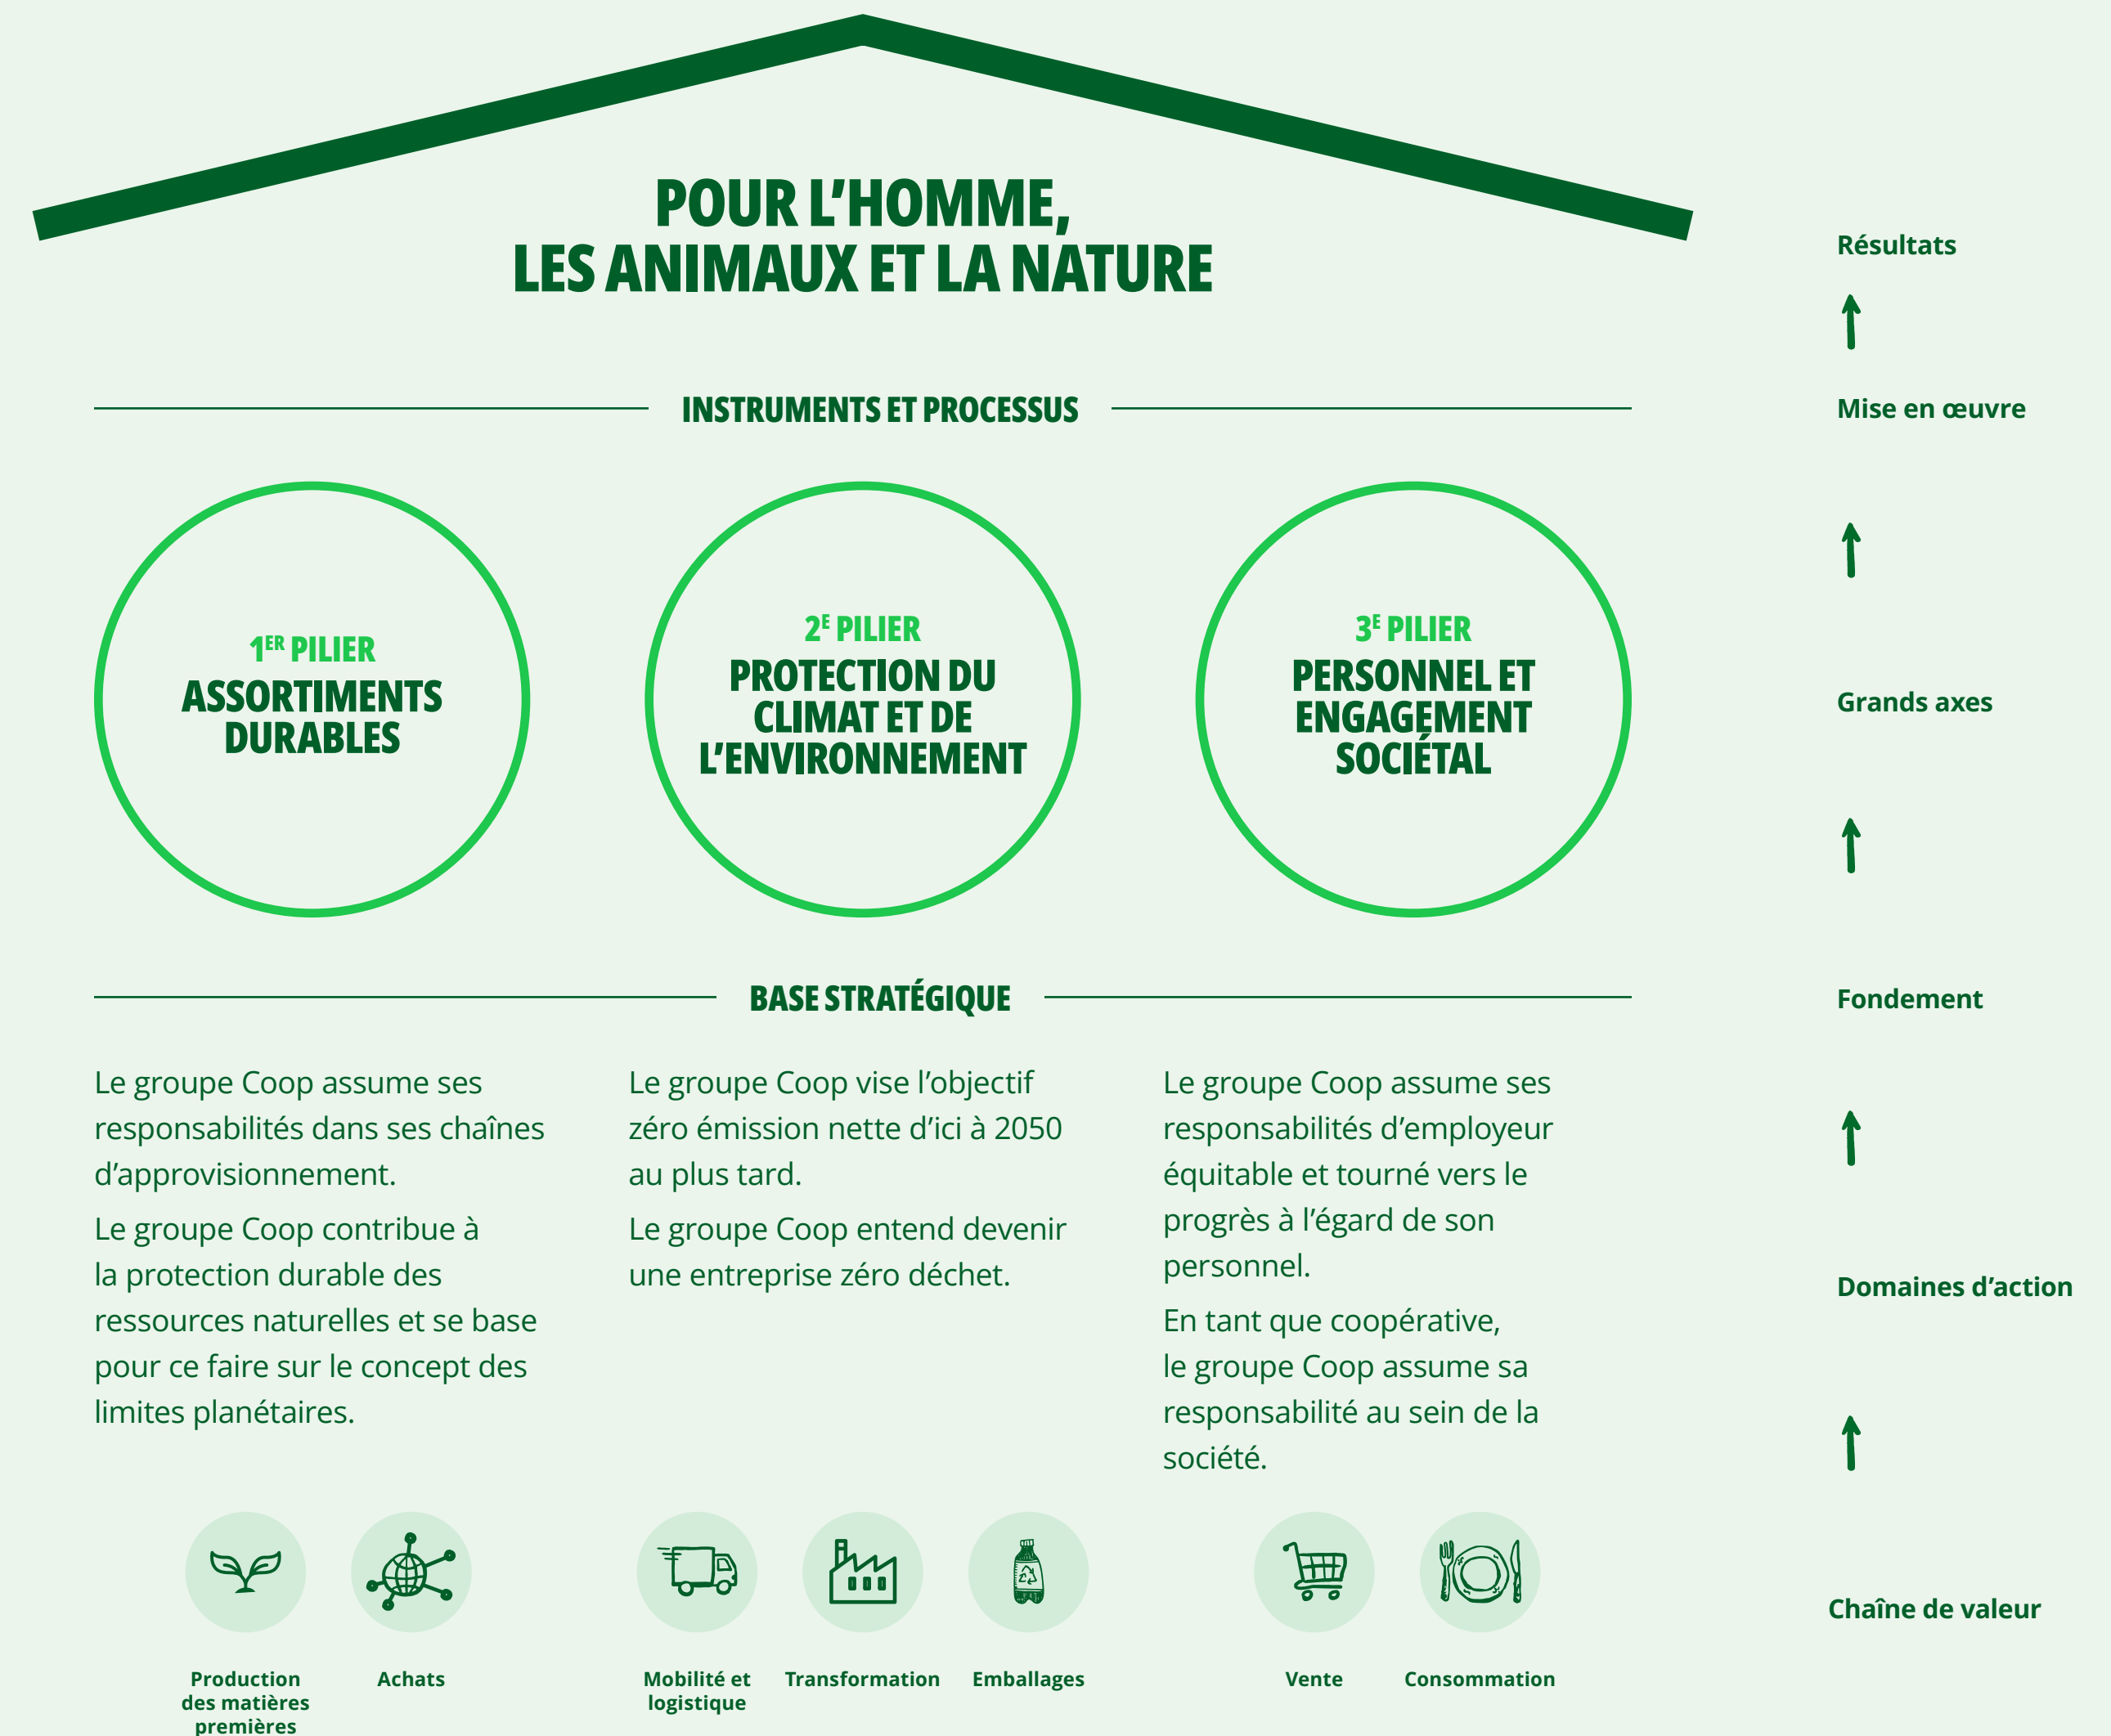 POUR L’HOMME,
LES ANIMAUX ET LA NATURE
Résultats
INSTRUMENTS ET PROCESSUS
Mise en œuvre
1ER PILIER
ASSORTIMENTS
DURABLES
2E PILIER
PROTECTION DU
CLIMAT ET DE
L’ENVIRONNEMENT
3E PILIER
PERSONNEL ET
ENGAGEMENT
SOCIÉTAL
Grands axes
BASE STRATÉGIQUE
Fondement
Le groupe Coop assume ses
responsabilités dans ses chaînes
d’approvisionnement.
Le groupe Coop contribue à
la protection durable des
ressources naturelles et se base
pour ce faire sur le concept des
limites planétaires.
Le groupe Coop vise l’objectif
zéro émission nette d’ici à 2050
au plus tard.
Le groupe Coop entend devenir
une entreprise zéro déchet.
Le groupe Coop assume ses
responsabilités d’employeur
équitable et tourné vers le
progrès à l’égard de son
personnel.
En tant que coopérative,
le groupe Coop assume sa
responsabilité au sein de la
société.
Domaines d’action
Production
des matières
premières
Achats
Mobilité et
logistique
Transformation
Emballages
Vente
Consommation
Chaîne de valeur